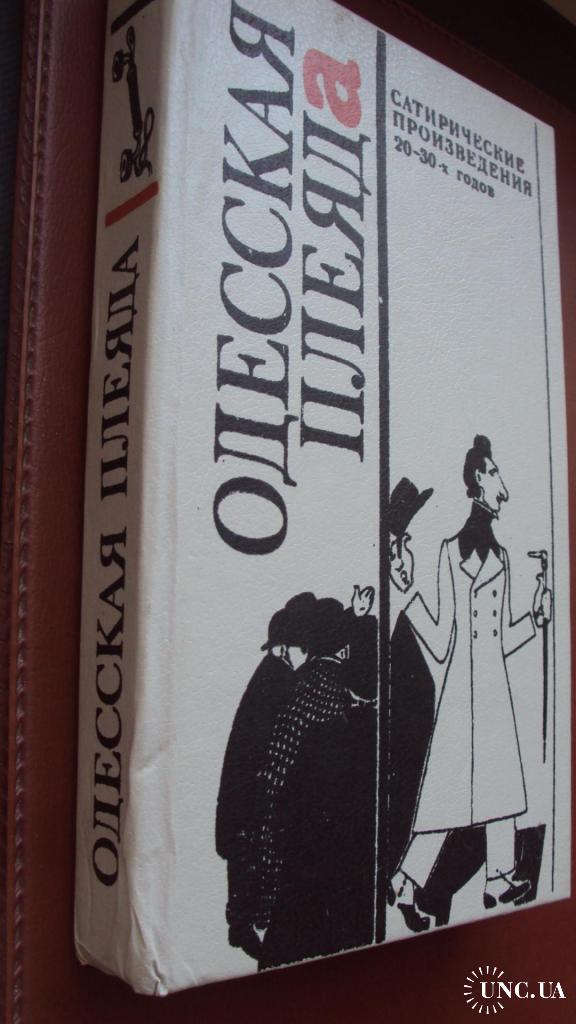 ОДЕССКАЯ ПЛЕЯДА
ОДЕССКАЯ
ПЛЕЯДа
САТИРИЧЕСКИЕ
ПРОИЗВЕДЕНИЯ
20-30-х годов
UNC.UA